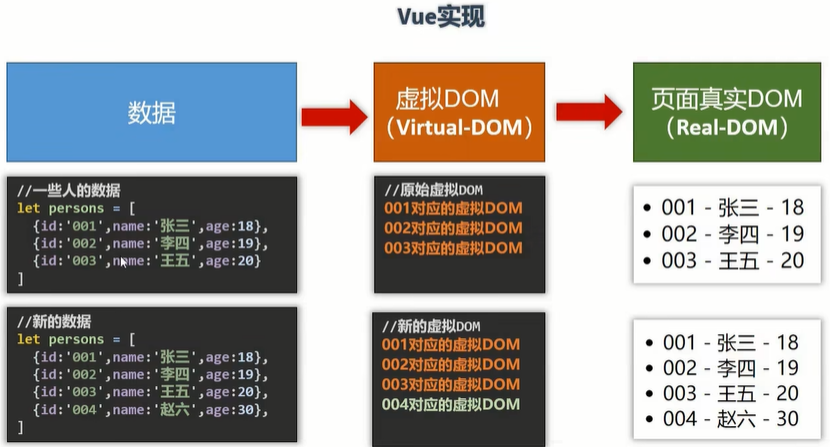 Vue实现
数据
虚拟DOM
（Virtual-DOM）
页面真实DOM
（Real-DOM）
//一些人的数据
let persons = [
{id:'001',name:'张三',age:18},
{id:'002',name:'李四',age:19},
{id:'003',name:'王五',age:20}
]
//原始虚拟DOM
001对应的虚拟DOM
002对应的虚拟DOM
003对应的虚拟DOM
• 001 - 张三 - 18
• 002 - 李四 - 19
• 003 - 王五 - 20
//新的数据
let persons = [
{id:'001',name:'张三',age:18},
{id:'002',name:'李四',age:19},
{id:'003',name:'王五',age:20},
{id:'004',name:'赵六',age:30},
]
//新的虚拟DOM
001对应的虚拟DOM
002对应的虚拟DOM
003对应的虚拟DOM
004对应的虚拟DOM
• 001 - 张三 - 18
• 002 - 李四 - 19
• 003 - 王五 - 20
• 004 - 赵六 - 30